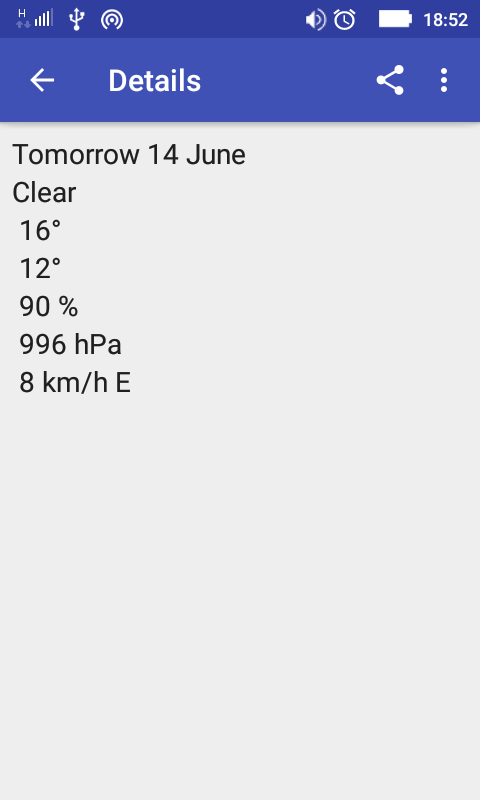 H 18:52
Details
Tomorrow 14 June
Clear
16°
12°
90 %
996 hPa
8 km/h E